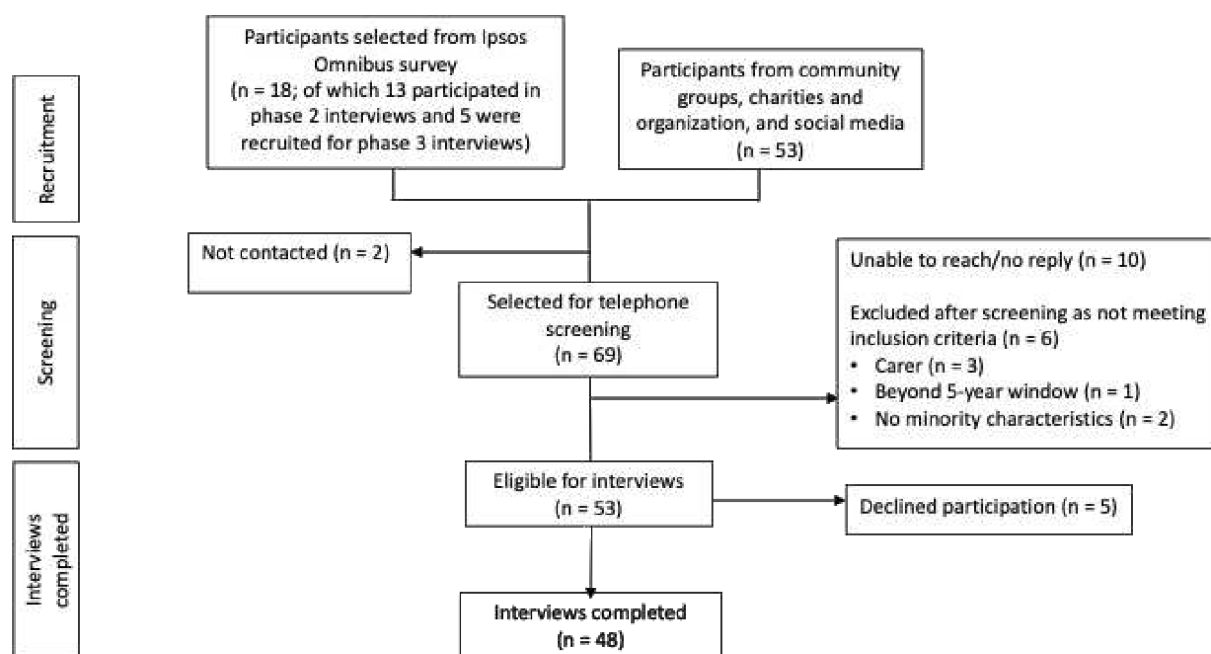 Recruitment
Participants selected from Ipsos
Omnibus survey
(n = 18; of which 13 participated in
phase 2 interviews and 5 were
recruited for phase 3 interviews)
Participants from community
groups, charities and
organization, and social media
(n = 53)
Screening
Not contacted (n = 2)
Selected for telephone
screening
(n = 69)
Unable to reach/no reply (n = 10)
Excluded after screening as not meeting
inclusion criteria (n = 6)
• Carer (n = 3)
• Beyond 5-year window (n = 1)
• No minority characteristics (n = 2)
Interviews
completed
Eligible for interviews
(n = 53)
Declined participation (n = 5)
Interviews completed
(n = 48)